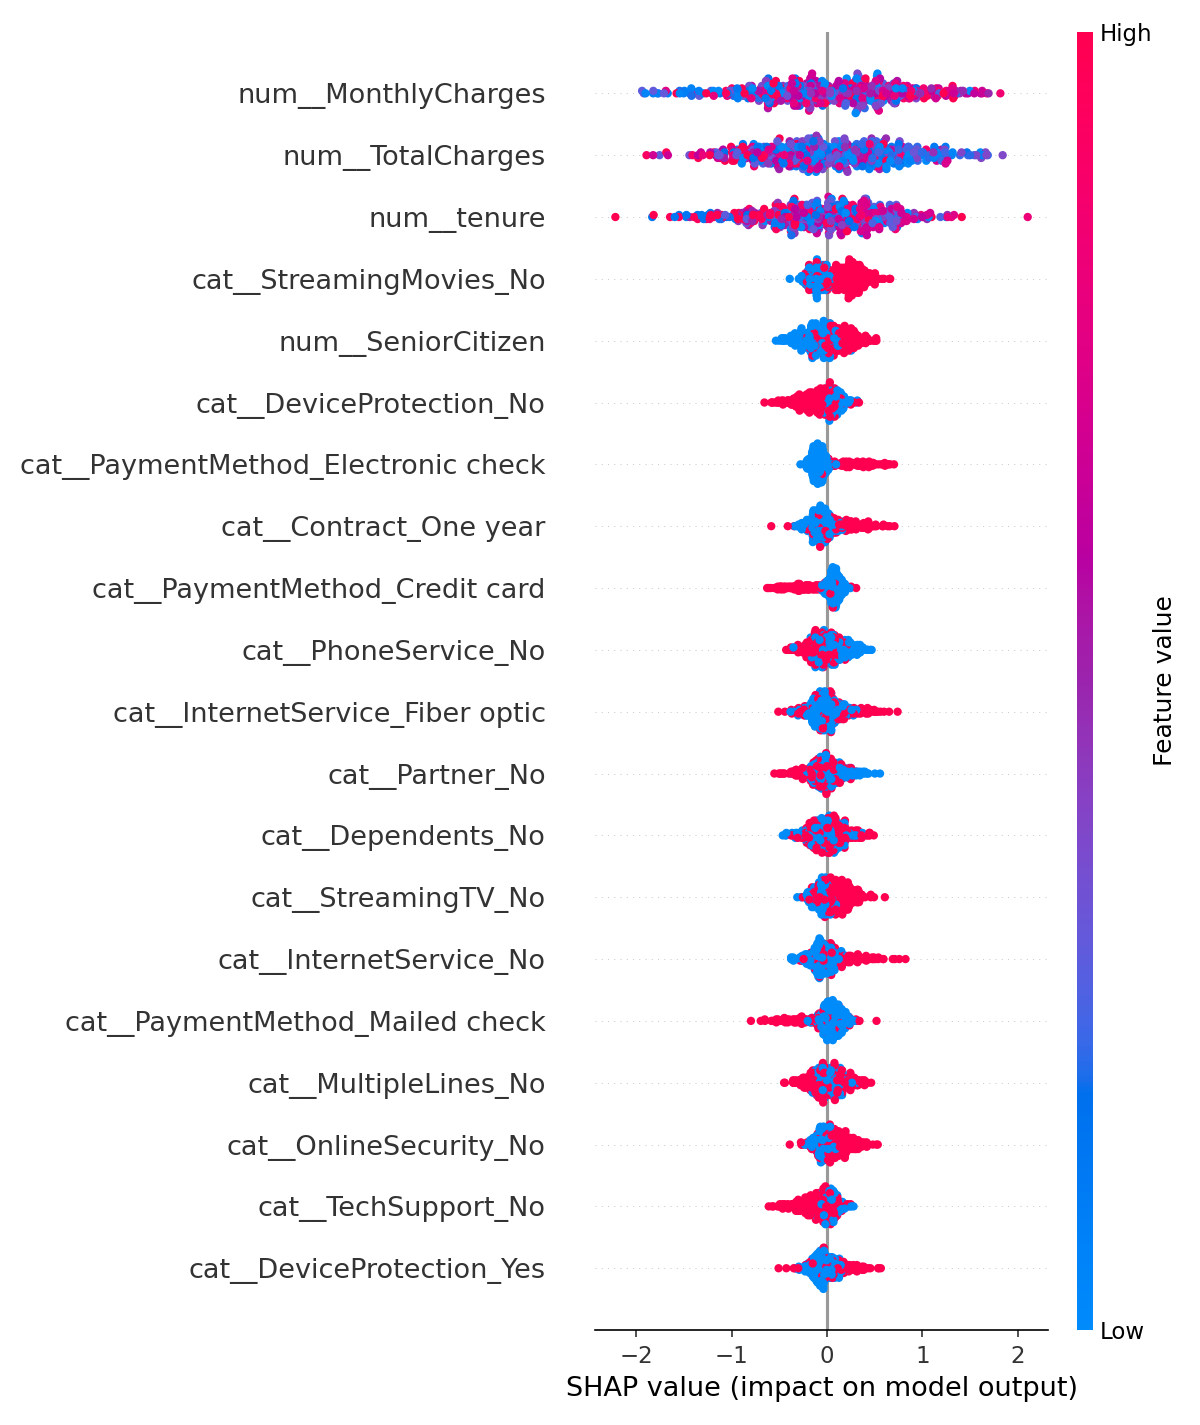 High
num__MonthlyCharges
num__TotalCharges
num__tenure
cat__StreamingMovies_No
num__SeniorCitizen
cat__DeviceProtection_No
cat__PaymentMethod_Electronic check
cat__Contract_One year
cat__PaymentMethod_Credit card
cat__PhoneService_No
cat__InternetService_Fiber optic
cat__Partner_No
cat__Dependents_No
cat__StreamingTV_No
cat__InternetService_No
cat__PaymentMethod_Mailed check
cat__MultipleLines_No
cat__OnlineSecurity_No
cat__TechSupport_No
cat__DeviceProtection_Yes
Feature value
Low
−2 −1 0 1 2
SHAP value (impact on model output)